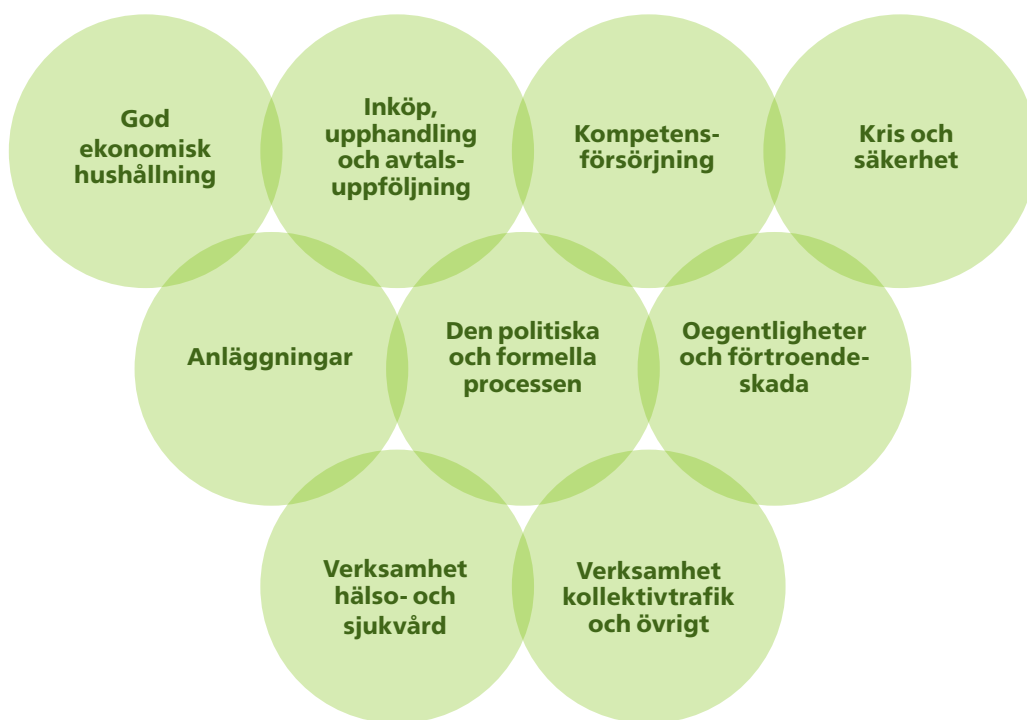 God
ekonomisk
hushållning
Inköp,
upphandling
och avtals-
uppföljning
Kompetens-
försörjning
Kris och
säkerhet
Anläggningar
Den politiska
och formella
processen
Oegentligheter
och förtroende-
skada
Verksamhet
hälso- och
sjukvård
Verksamhet
kollektivtrafik
och övrigt